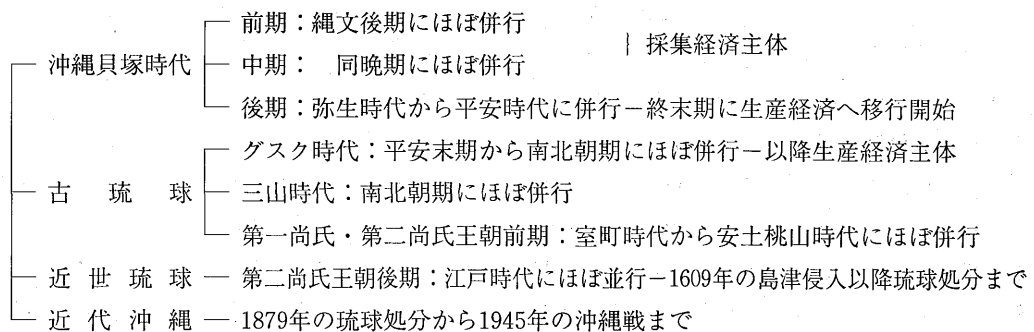 前期：縄文後期にほぼ併行
沖縄貝塚時代 中期： 同晩期にほぼ併行 ｝採集経済主体
後期：弥生時代から平安時代に併行－終末期に生産経済へ移行開始
グスク時代：平安末期から南北朝期にほぼ併行－以降生産経済主体
古琉球 三山時代：南北朝期にほぼ併行
第一尚氏・第二尚氏王朝前期：室町時代から安土桃山時代にほぼ併行
近世琉球 第二尚氏王朝後期：江戸時代にほぼ並行－1609年の島津侵入以降琉球処分まで
近代沖縄 1879年の琉球処分から1945年の沖縄戦まで